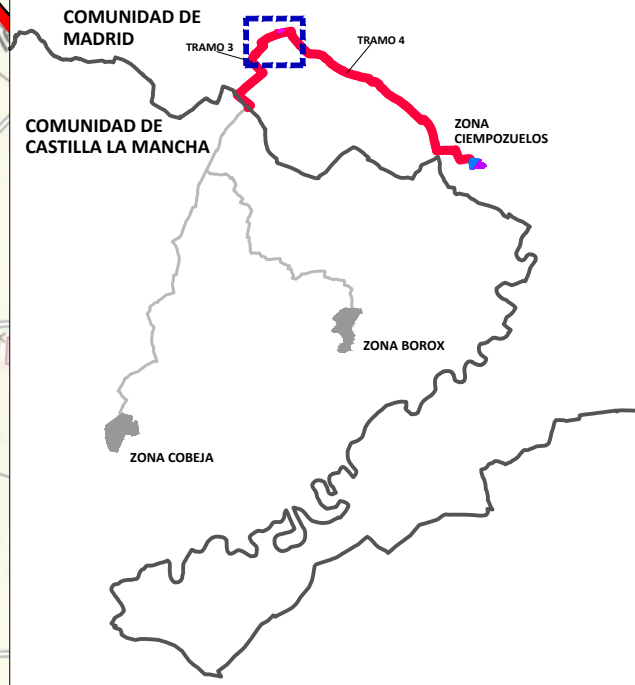 COMUNIDAD DE
MADRID
TRAMO 3
TRAMO 4
COMUNIDAD DE
CASTILLA LA MANCHA
ZONA
CIEMPOZUELOS
ZONA BOROX
ZONA COBEJA